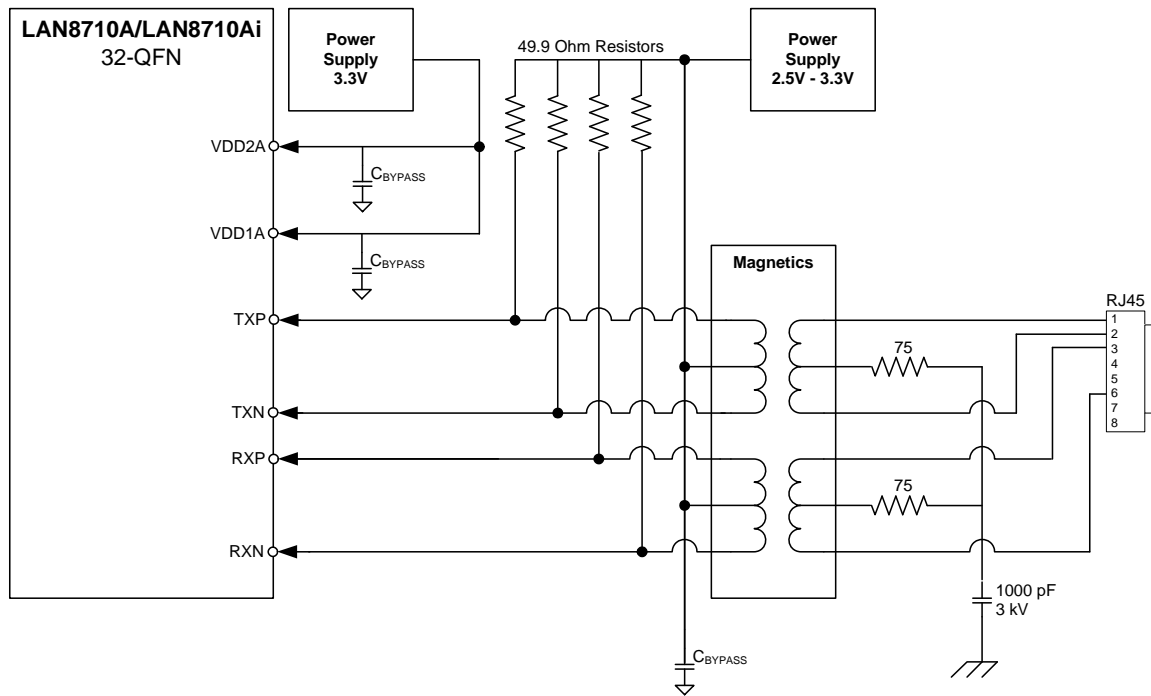 LAN8710A/LAN8710Ai
32-QFN
Power
Supply
3.3V
49.9 Ohm Resistors
Power
Supply
2.5V - 3.3V
VDD2A
CBYPASS
VDD1A
CBYPASS
Magnetics
TXP
TXN
RXP
RXN
75
75
RJ45
1
2
3
4
5
6
7
8
1000 pF
3 kV
CBYPASS